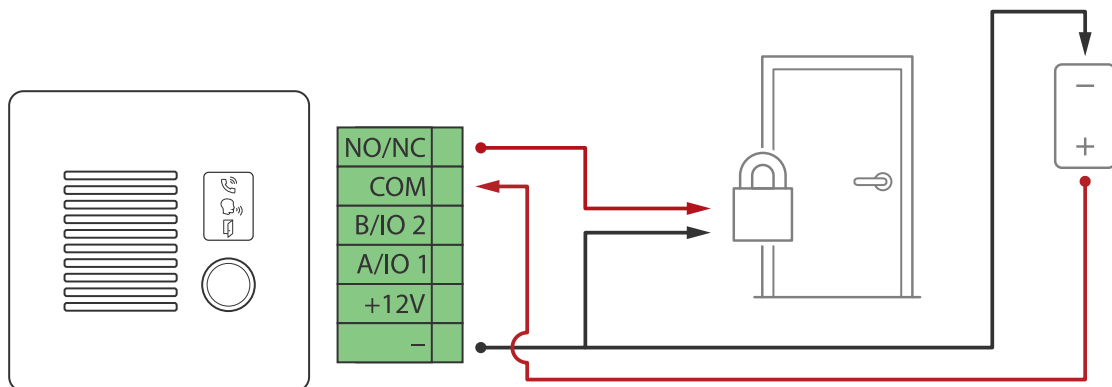 NO/NC
COM
B/IO 2
A/IO 1
+12V
–
–
+